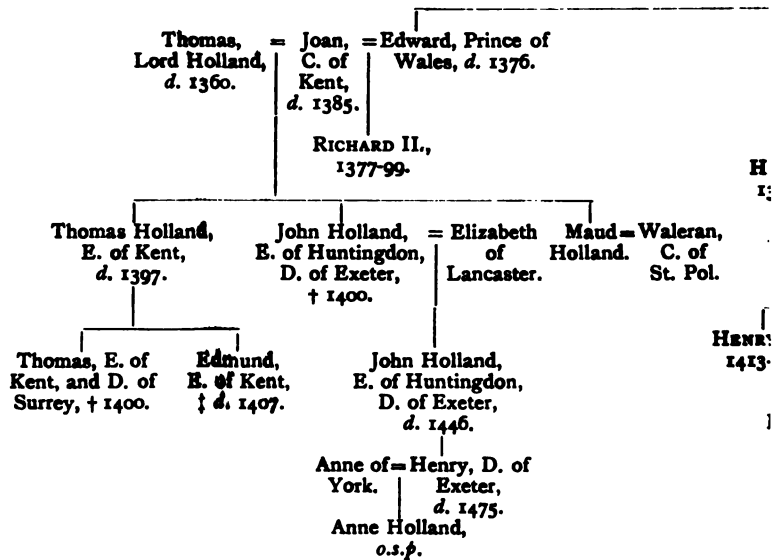 Thomas, = Joan, = Edward, Prince of
Lord Holland, C. of Wales, d. 1376.
d. 1360. Kent,
d. 1385.
RICHARD II.,
1377-99.
H
13
Thomas Holland, John Holland, = Elizabeth Maud = Waleran,
E. of Kent, E. of Huntingdon, of Holland. C. of
d. 1397. D. of Exeter, Lancaster. St. Pol.
† 1400.
HENRY
1413-
Thomas, E. of Edmund, John Holland,
Kent, and D. of E. of Kent, E. of Huntingdon,
Surrey, † 1400. ‡ d. 1407. D. of Exeter,
d. 1446.
Anne of = Henry, D. of
York. Exeter,
d. 1475.
Anne Holland,
o.s.p.